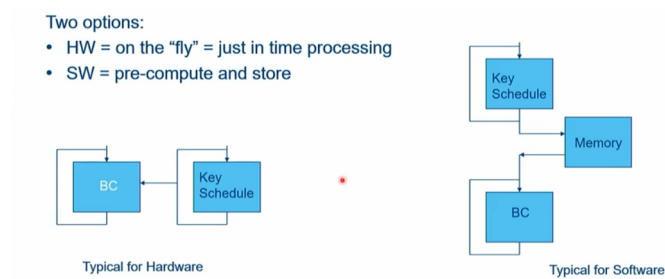 Two options:
• HW = on the “fly” = just in time processing
• SW = pre-compute and store
BC
Key
Schedule
Typical for Hardware
Key
Schedule
Memory
BC
Typical for Software